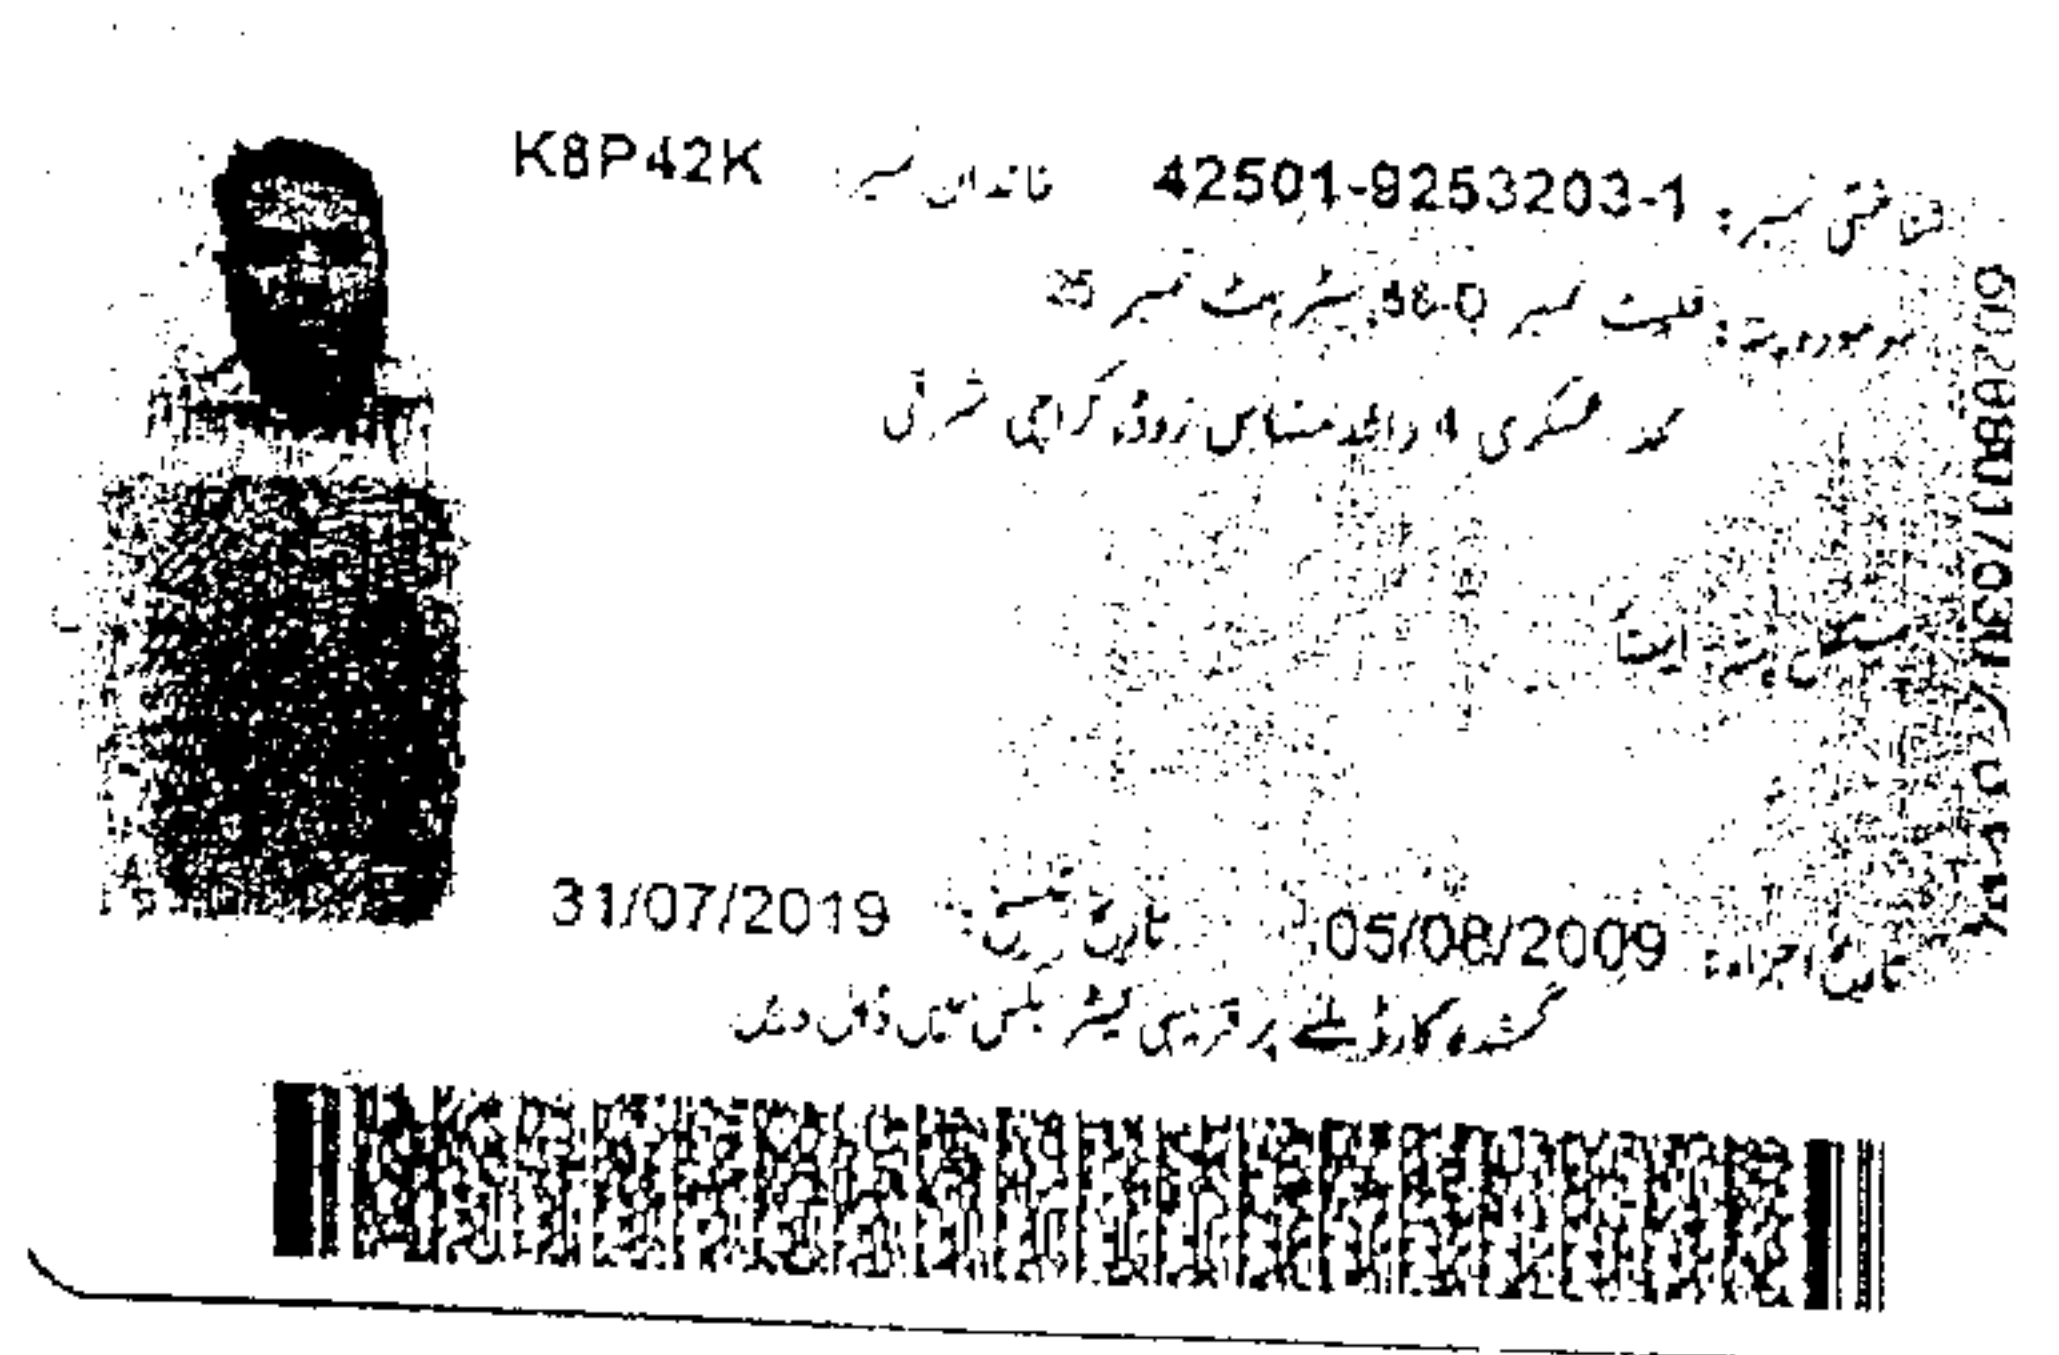 شناختی نمبر: 42501-9253203-1 خاندان نمبر: K8P42K
موجودہ پتہ: فلیٹ نمبر سٹریٹ نمبر 25
عسکری 4 راشد منہاس روڈ، کراچی شرقی
مستقل پتہ: ایضاً
تاریخ اجراء: 05/08/2009 تاریخ تنسیخ: 31/07/2019
گمشدہ کارڈ ملنے پر قریبی لیٹر بکس میں ڈال دیں